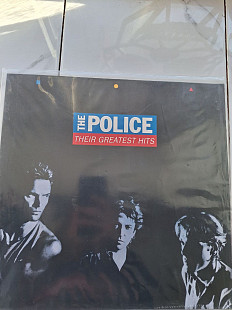 THE POLICE
THEIR GREATEST HITS